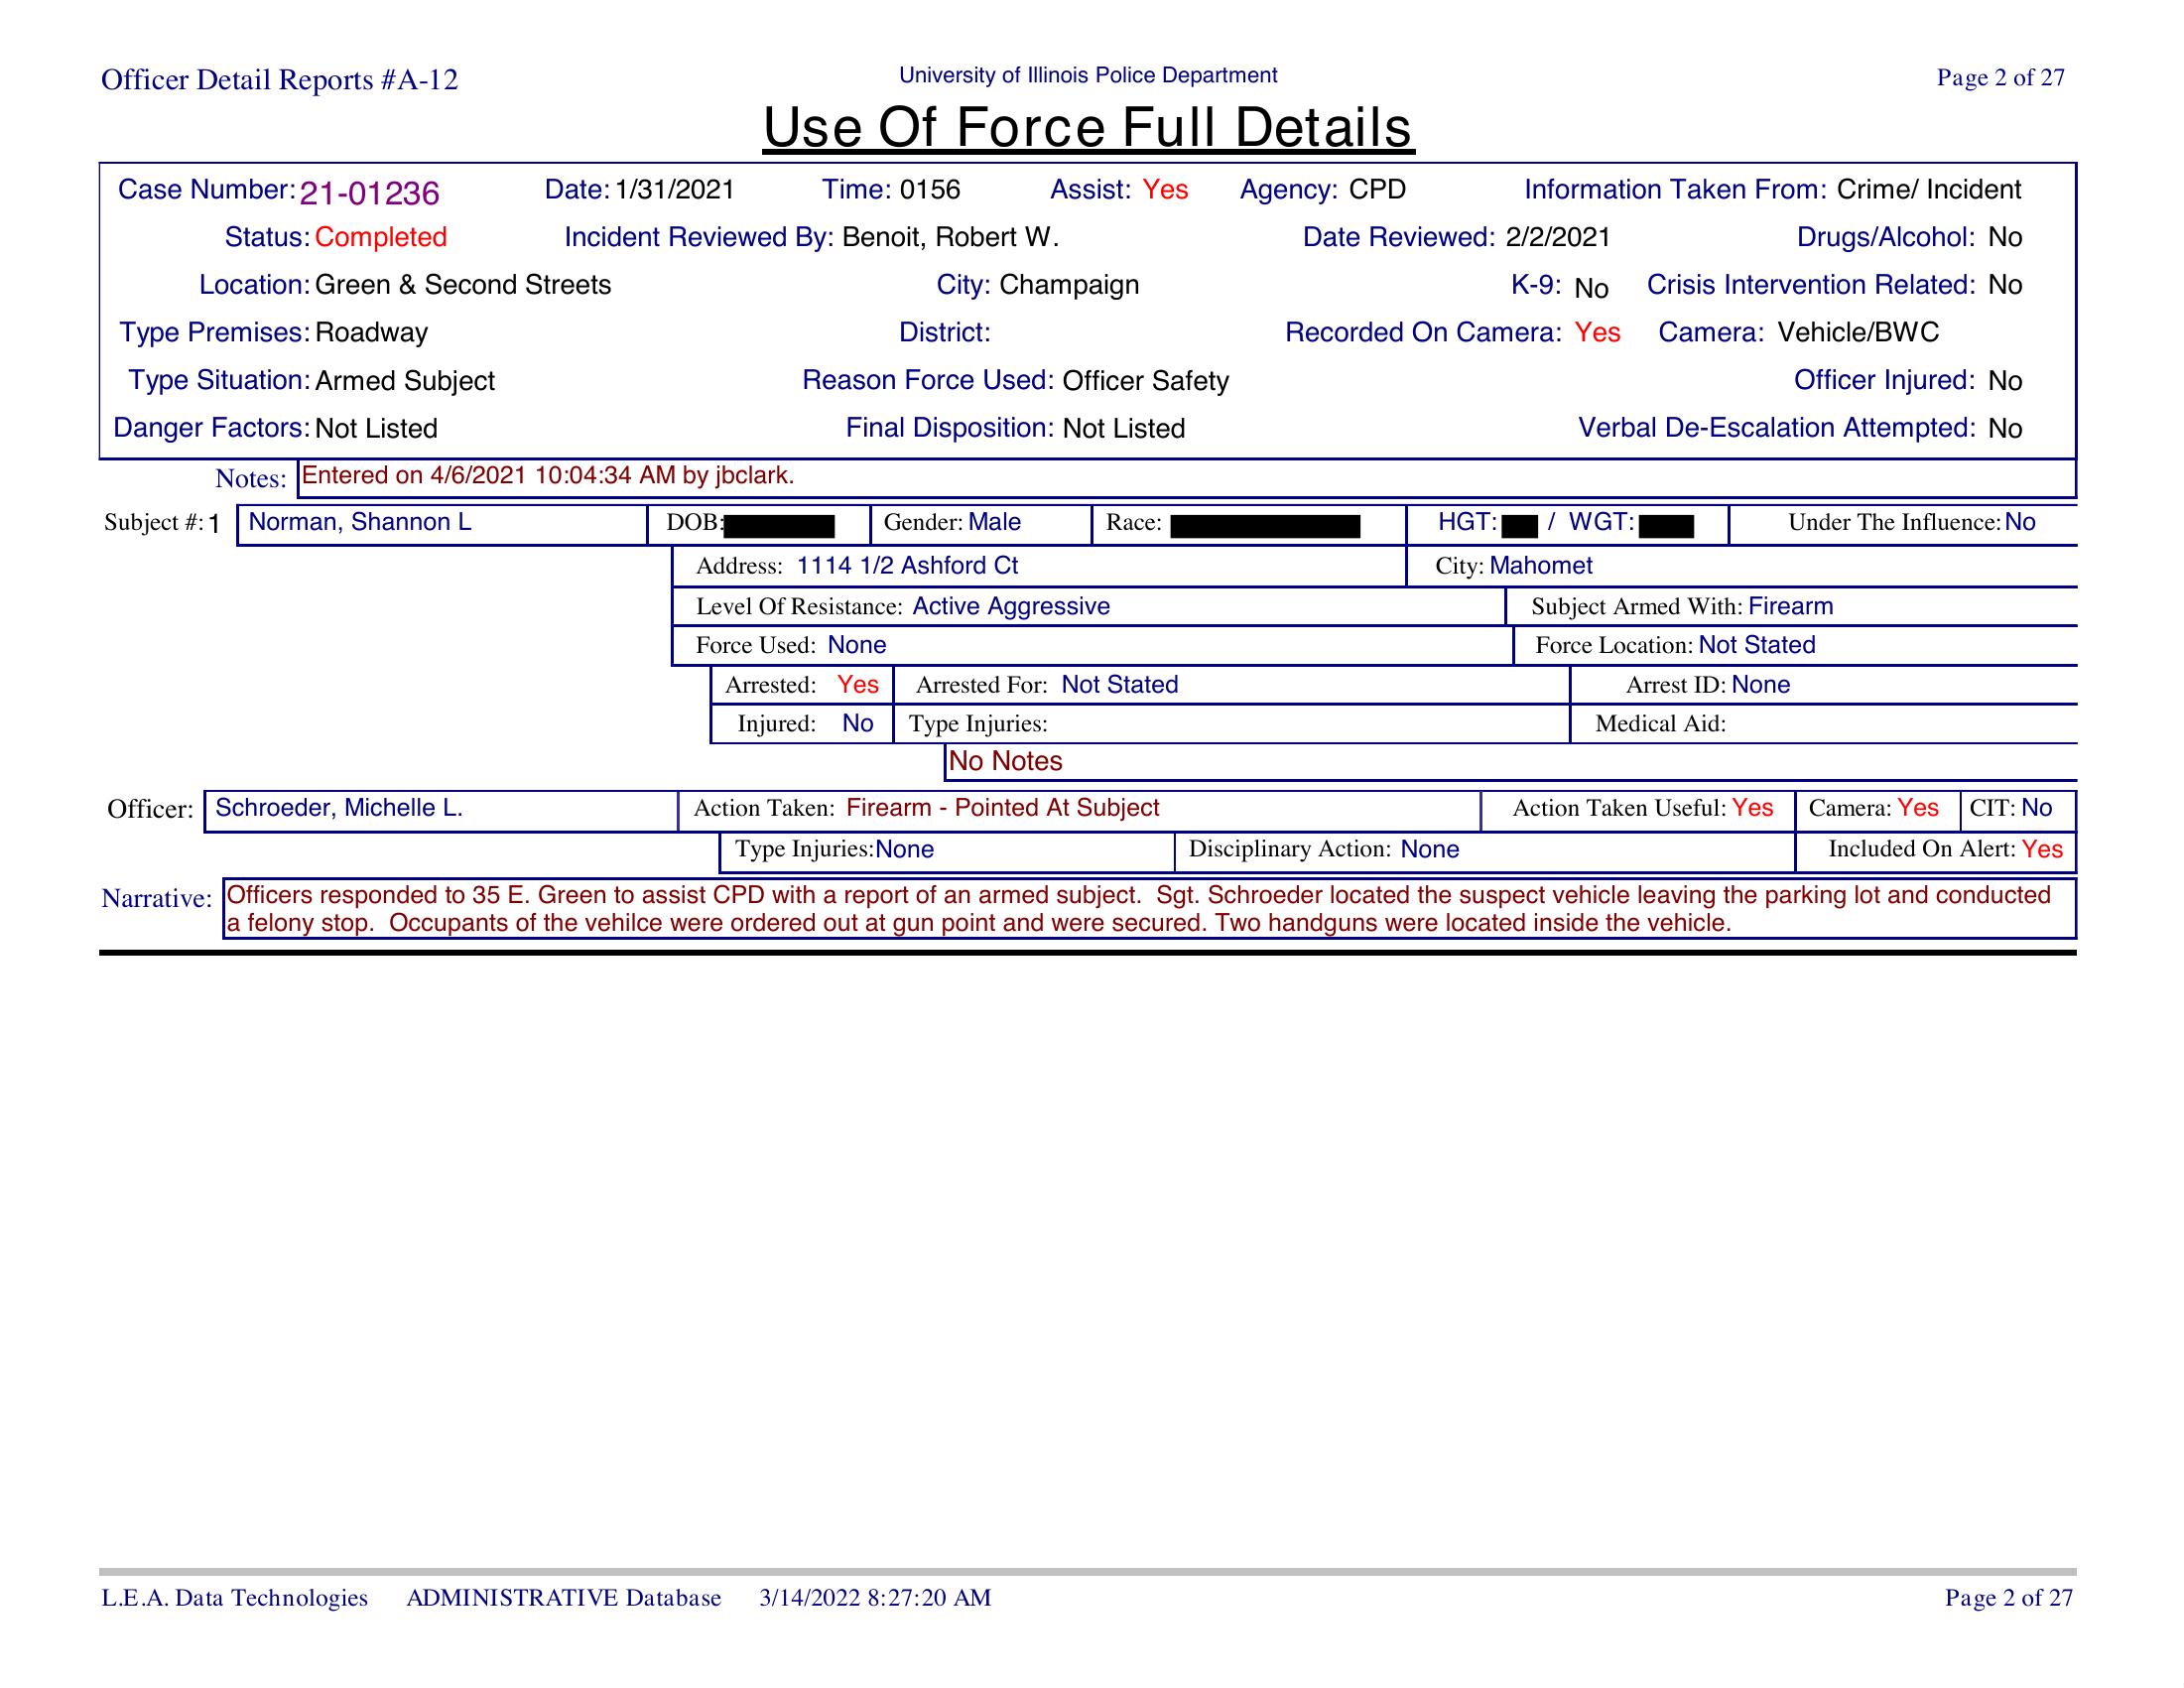 Officer Detail Reports #A-12 University of Illinois Police Department Page 2 of 27
Use Of Force Full Details
Case Number: 21-01236 Date: 1/31/2021 Time: 0156 Assist: Yes Agency: CPD Information Taken From: Crime/ Incident
Status: Completed Incident Reviewed By: Benoit, Robert W. Date Reviewed: 2/2/2021 Drugs/Alcohol: No
Location: Green & Second Streets City: Champaign K-9: No Crisis Intervention Related: No
Type Premises: Roadway District: Recorded On Camera: Yes Camera: Vehicle/BWC
Type Situation: Armed Subject Reason Force Used: Officer Safety Officer Injured: No
Danger Factors: Not Listed Final Disposition: Not Listed Verbal De-Escalation Attempted: No
Notes: Entered on 4/6/2021 10:04:34 AM by jbclark.
Subject #: 1 Norman, Shannon L DOB: Gender: Male Race: HGT: / WGT: Under The Influence: No
Address: 1114 1/2 Ashford Ct City: Mahomet
Level Of Resistance: Active Aggressive Subject Armed With: Firearm
Force Used: None Force Location: Not Stated
Arrested: Yes Arrested For: Not Stated Arrest ID: None
Injured: No Type Injuries: Medical Aid:
No Notes
Officer: Schroeder, Michelle L. Action Taken: Firearm - Pointed At Subject Action Taken Useful: Yes Camera: Yes CIT: No
Type Injuries: None Disciplinary Action: None Included On Alert: Yes
Narrative: Officers responded to 35 E. Green to assist CPD with a report of an armed subject. Sgt. Schroeder located the suspect vehicle leaving the parking lot and conducted
a felony stop. Occupants of the vehilce were ordered out at gun point and were secured. Two handguns were located inside the vehicle.
L.E.A. Data Technologies ADMINISTRATIVE Database 3/14/2022 8:27:20 AM Page 2 of 27